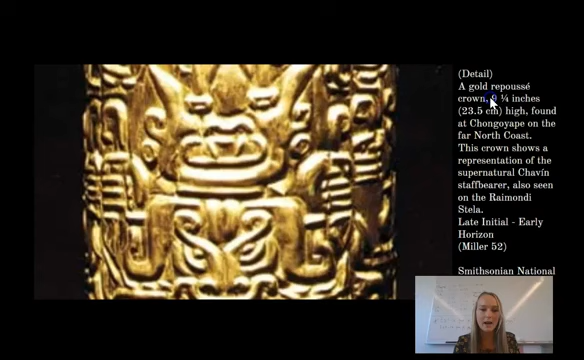 (Detail)
A gold repoussé
crown, 9 ¼ inches
(23.5 cm) high, found
at Chongoyape on the
far North Coast.
This crown shows a
representation of the
supernatural Chavín
staffbearer, also seen
on the Raimondi
Stela.
Late Initial - Early
Horizon
(Miller 52)
Smithsonian National